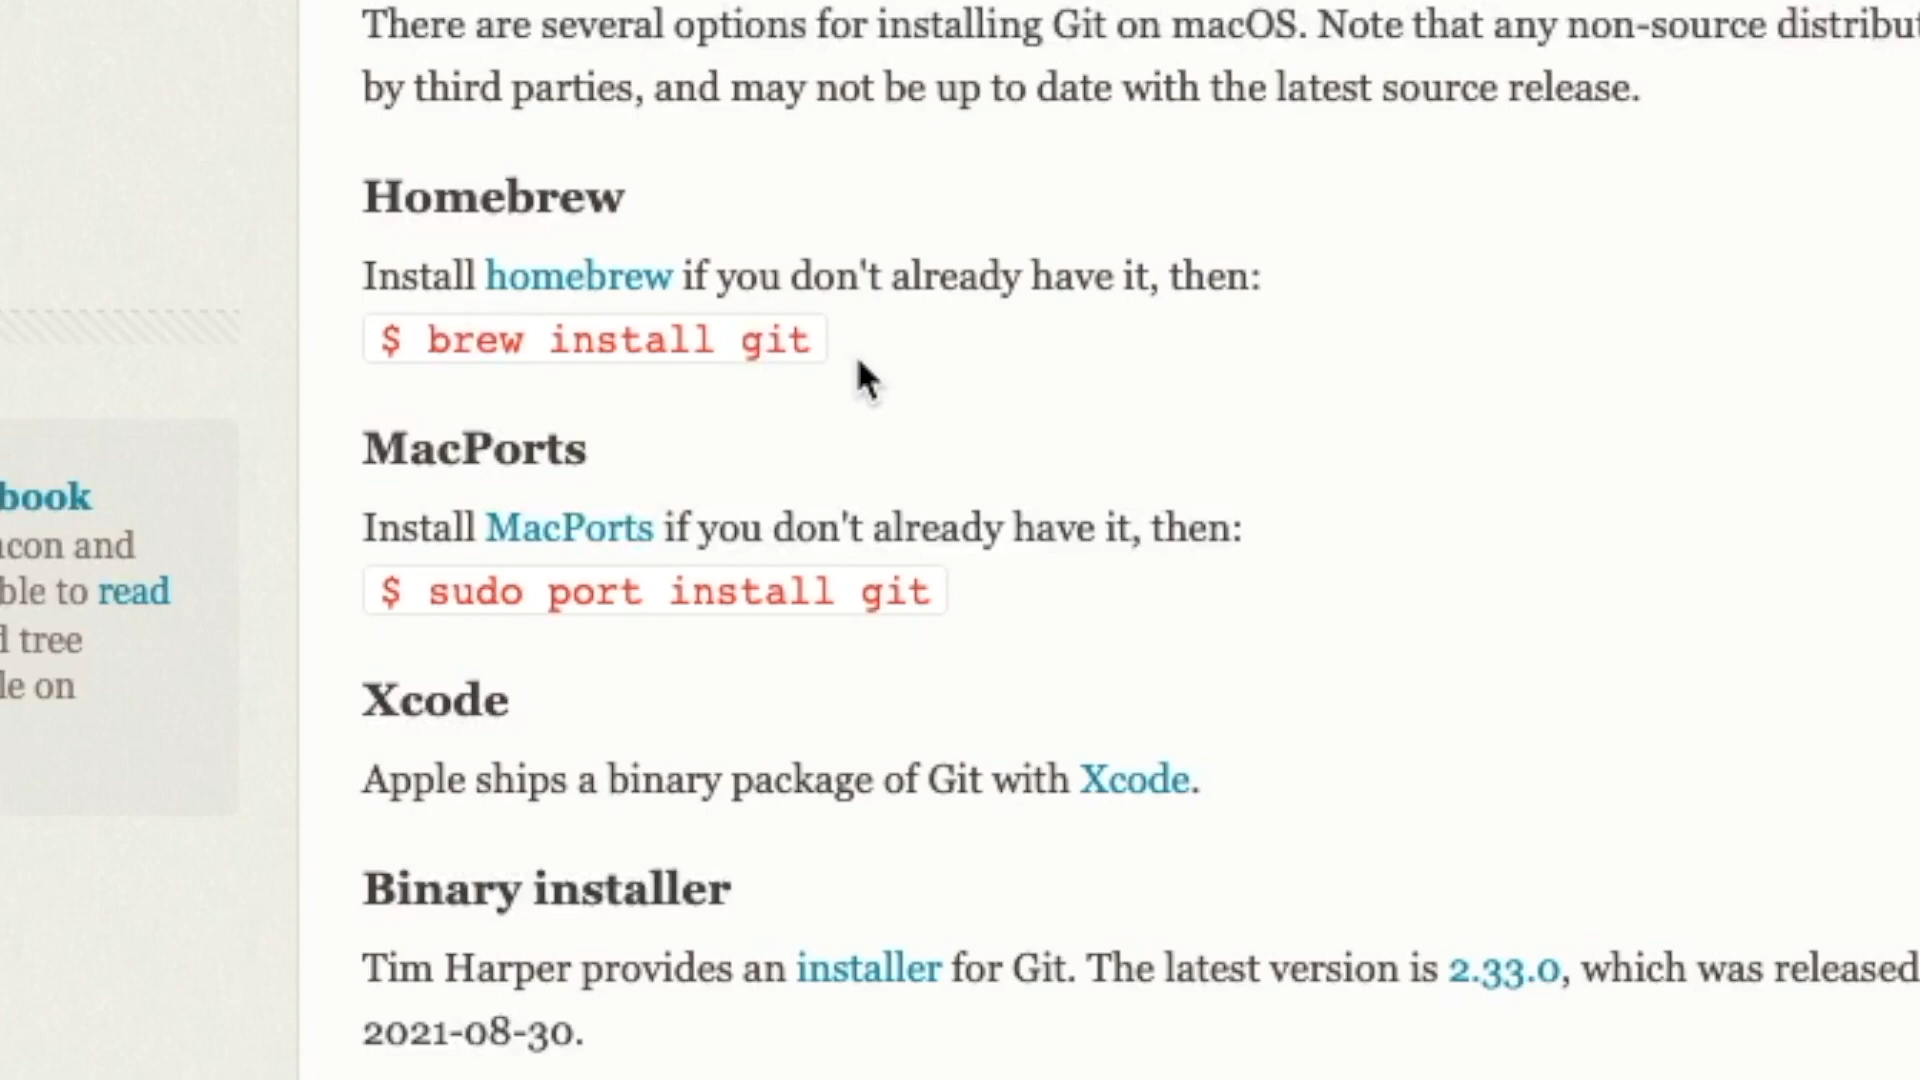 There are several options for installing Git on macOS. Note that any non-source
by third parties, and may not be up to date with the latest source release.
Homebrew
Install homebrew if you don't already have it, then:
$ brew install git
MacPorts
Install MacPorts if you don't already have it, then:
$ sudo port install git
book
and
ble to read
tree
on
Xcode
Apple ships a binary package of Git with Xcode.
Binary installer
Tim Harper provides an installer for Git. The latest version is 2.33.0, which was released
2021-08-30.